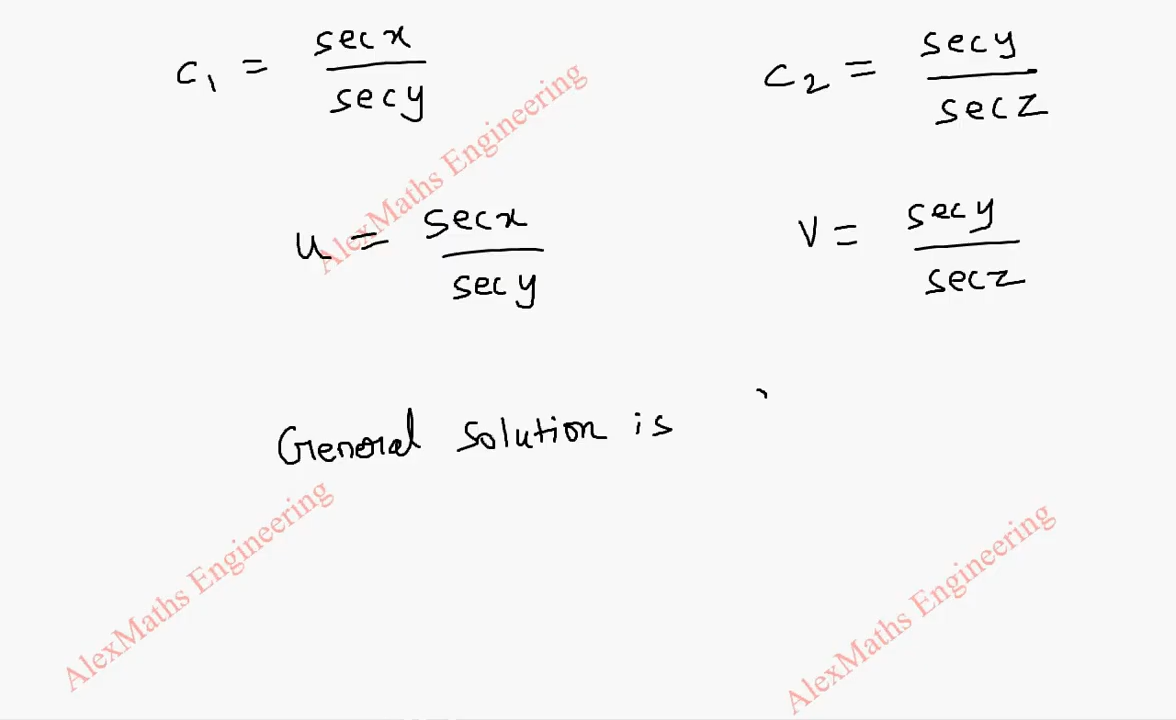 c₁ = sec x / sec y
c₂ = sec y / sec z
u = sec x / sec y
v = sec y / sec z
General solution is
AlexMaths Engineering
AlexMaths Engineering
AlexMaths Engineering